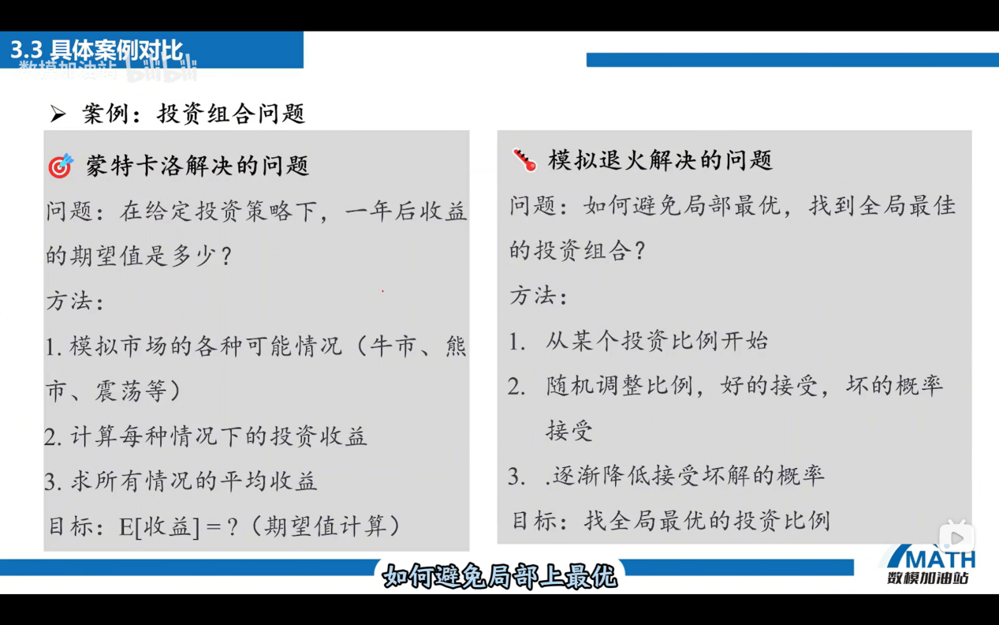 3.3 具体案例对比
数模加油站 bilibili
➢ 案例：投资组合问题
蒙特卡洛解决的问题
问题：在给定投资策略下，一年后收益
的期望值是多少？
方法：
1. 模拟市场的各种可能情况（牛市、熊
市、震荡等）
2. 计算每种情况下的投资收益
3. 求所有情况的平均收益
目标：E[收益] = ?（期望值计算）
模拟退火解决的问题
问题：如何避免局部最优，找到全局最佳
的投资组合？
方法：
1. 从某个投资比例开始
2. 随机调整比例，好的接受，坏的概率
接受
3. .逐渐降低接受坏解的概率
目标：找全局最优的投资比例
MATH
数模加油站
如何避免局部上最优